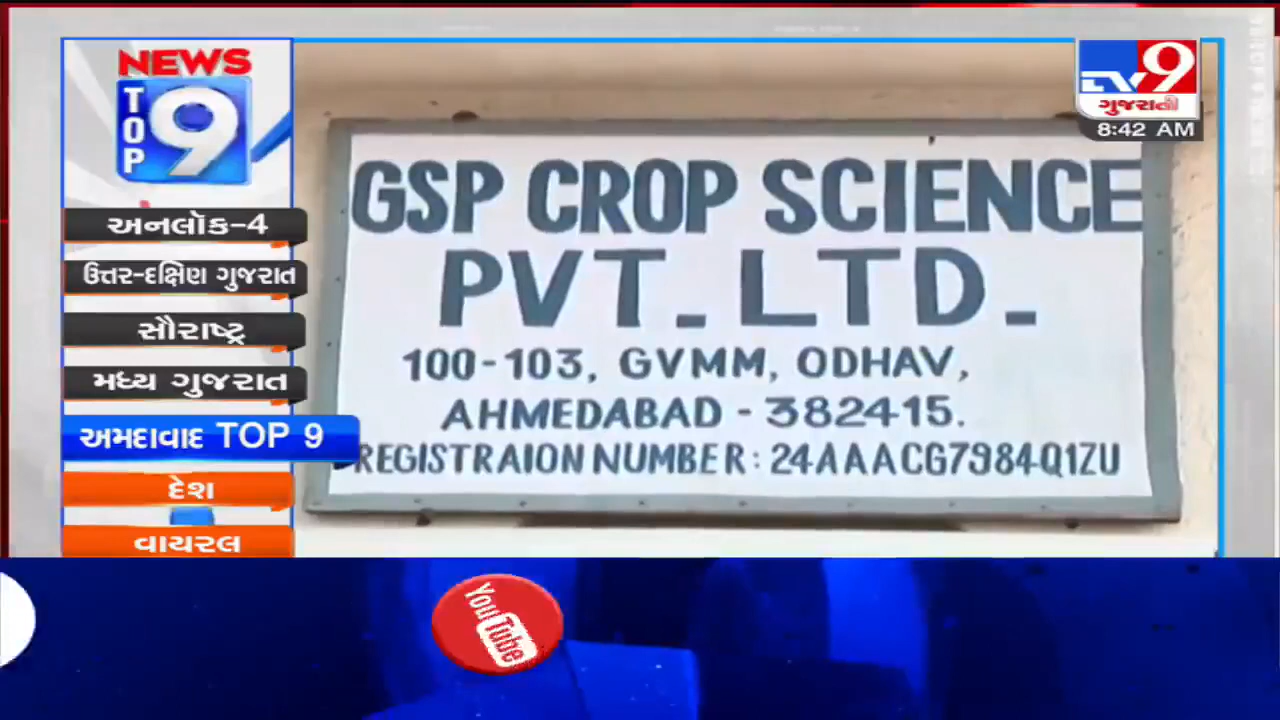 NEWS
TOP
9
અનલૉક-4
ઉત્તર-દક્ષિણ ગુજરાત
સૌરાષ્ટ્ર
મધ્ય ગુજરાત
અમદાવાદ TOP 9
દેશ
વાયરલ
TV9
ગુજરાતી
8:42 AM
GSP CROP SCIENCE
PVT. LTD.
100-103, GVMM, ODHAV,
AHMEDABAD - 382415.
REGISTRAION NUMBER: 24AAACG7984Q1ZU
YouTube